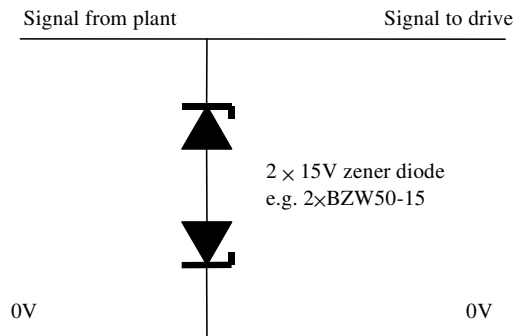 Signal from plant
Signal to drive
2 × 15V zener diode
e.g. 2×BZW50-15
0V
0V